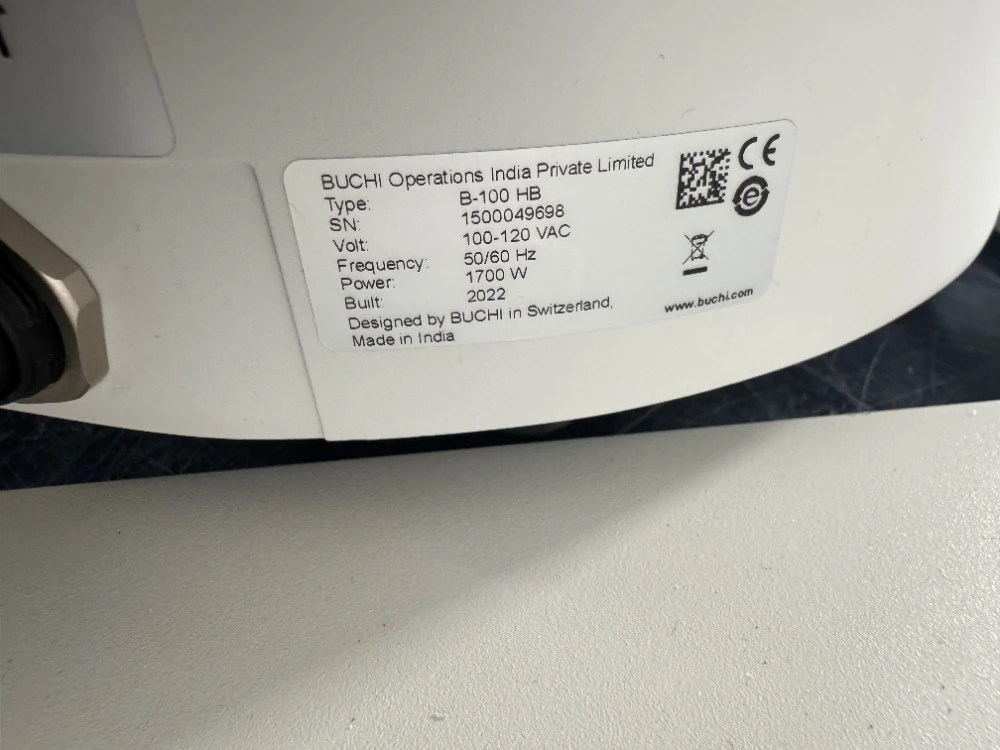 BUCHI Operations India Private Limited
Type: B-100 HB
SN: 1500049698
Volt: 100-120 VAC
Frequency: 50/60 Hz
Power: 1700 W
Built: 2022
Designed by BUCHI in Switzerland,
Made in India
CE
e
www.buchi.com